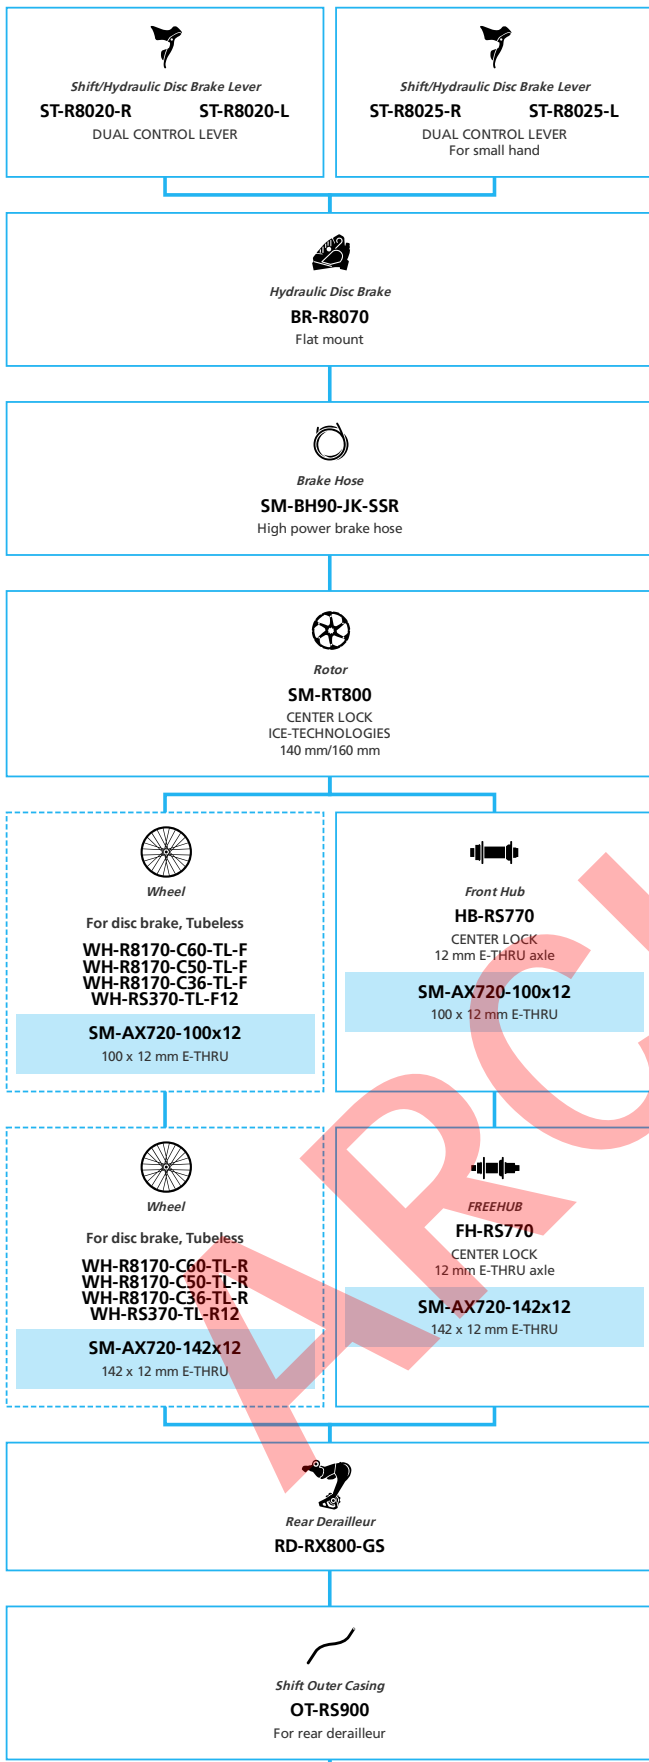 Shift/Hydraulic Disc Brake Lever
ST-R8020-R ST-R8020-L
DUAL CONTROL LEVER
Shift/Hydraulic Disc Brake Lever
ST-R8025-R ST-R8025-L
DUAL CONTROL LEVER
For small hand
Hydraulic Disc Brake
BR-R8070
Flat mount
Brake Hose
SM-BH90-JK-SSR
High power brake hose
Rotor
SM-RT800
CENTER LOCK
ICE-TECHNOLOGIES
140 mm/160 mm
Wheel
For disc brake, Tubeless
WH-R8170-C60-TL-F
WH-R8170-C50-TL-F
WH-R8170-C36-TL-F
WH-RS370-TL-F12
SM-AX720-100x12
100 x 12 mm E-THRU
Front Hub
HB-RS770
CENTER LOCK
12 mm E-THRU axle
SM-AX720-100x12
100 x 12 mm E-THRU
Wheel
For disc brake, Tubeless
WH-R8170-C60-TL-R
WH-R8170-C50-TL-R
WH-R8170-C36-TL-R
WH-RS370-TL-R12
SM-AX720-142x12
142 x 12 mm E-THRU
FREEHUB
FH-RS770
CENTER LOCK
12 mm E-THRU axle
SM-AX720-142x12
142 x 12 mm E-THRU
Rear Derailleur
RD-RX800-GS
Shift Outer Casing
OT-RS900
For rear derailleur